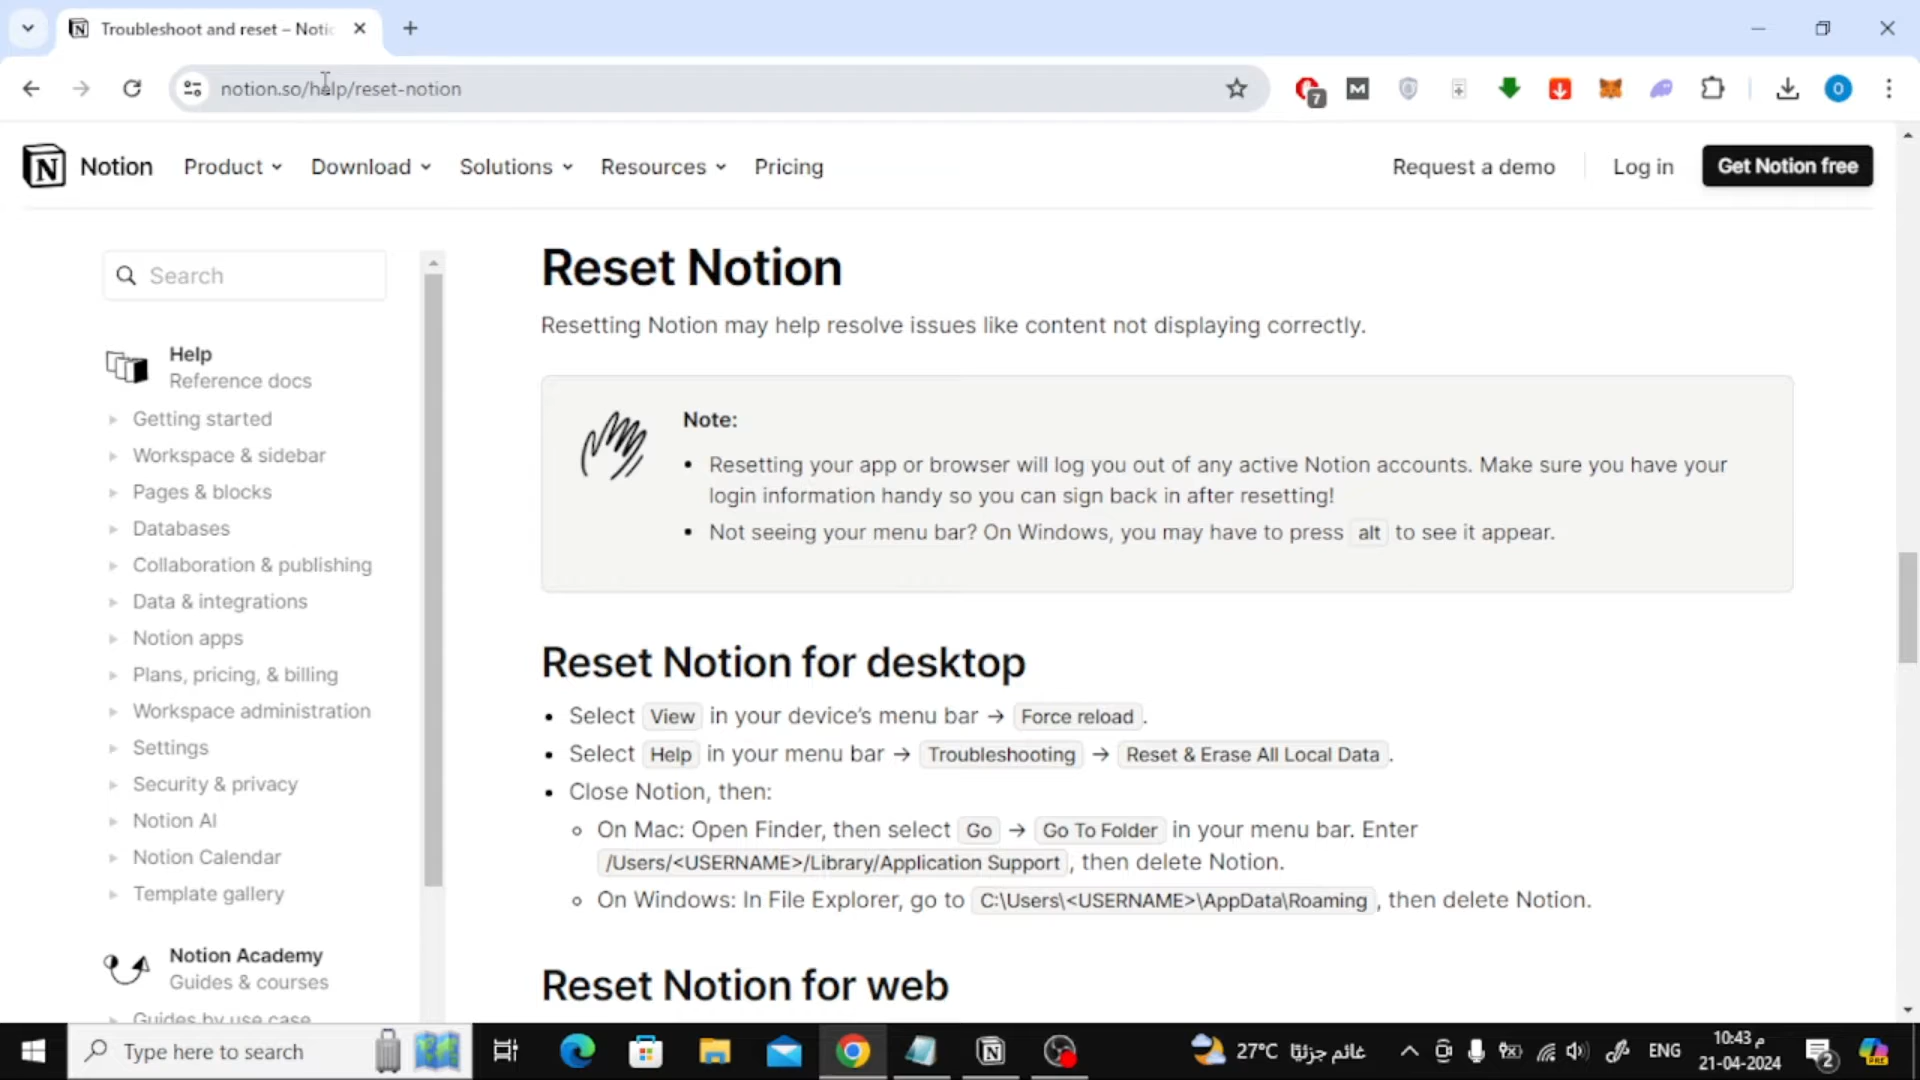 Troubleshoot and reset – Notic
notion.so/help/reset-notion
7
O
Notion
Product
Download
Solutions
Resources
Pricing
Request a demo
Log in
Get Notion free
Search
Help
Reference docs
Getting started
Workspace & sidebar
Pages & blocks
Databases
Collaboration & publishing
Data & integrations
Notion apps
Plans, pricing, & billing
Workspace administration
Settings
Security & privacy
Notion AI
Notion Calendar
Template gallery
Notion Academy
Guides & courses
Guides by use case
Reset Notion
Resetting Notion may help resolve issues like content not displaying correctly.
Note:
• Resetting your app or browser will log you out of any active Notion accounts. Make sure you have your
login information handy so you can sign back in after resetting!
• Not seeing your menu bar? On Windows, you may have to press alt to see it appear.
Reset Notion for desktop
• Select View in your device’s menu bar → Force reload.
• Select Help in your menu bar → Troubleshooting → Reset & Erase All Local Data.
• Close Notion, then:
On Mac: Open Finder, then select Go → Go To Folder in your menu bar. Enter
/Users/<USERNAME>/Library/Application Support, then delete Notion.
On Windows: In File Explorer, go to C:\Users\<USERNAME>\AppData\Roaming, then delete Notion.
Reset Notion for web
Type here to search
27°C غائم جزئيًا
ENG
10:43 م
21-04-2024
2
PRE